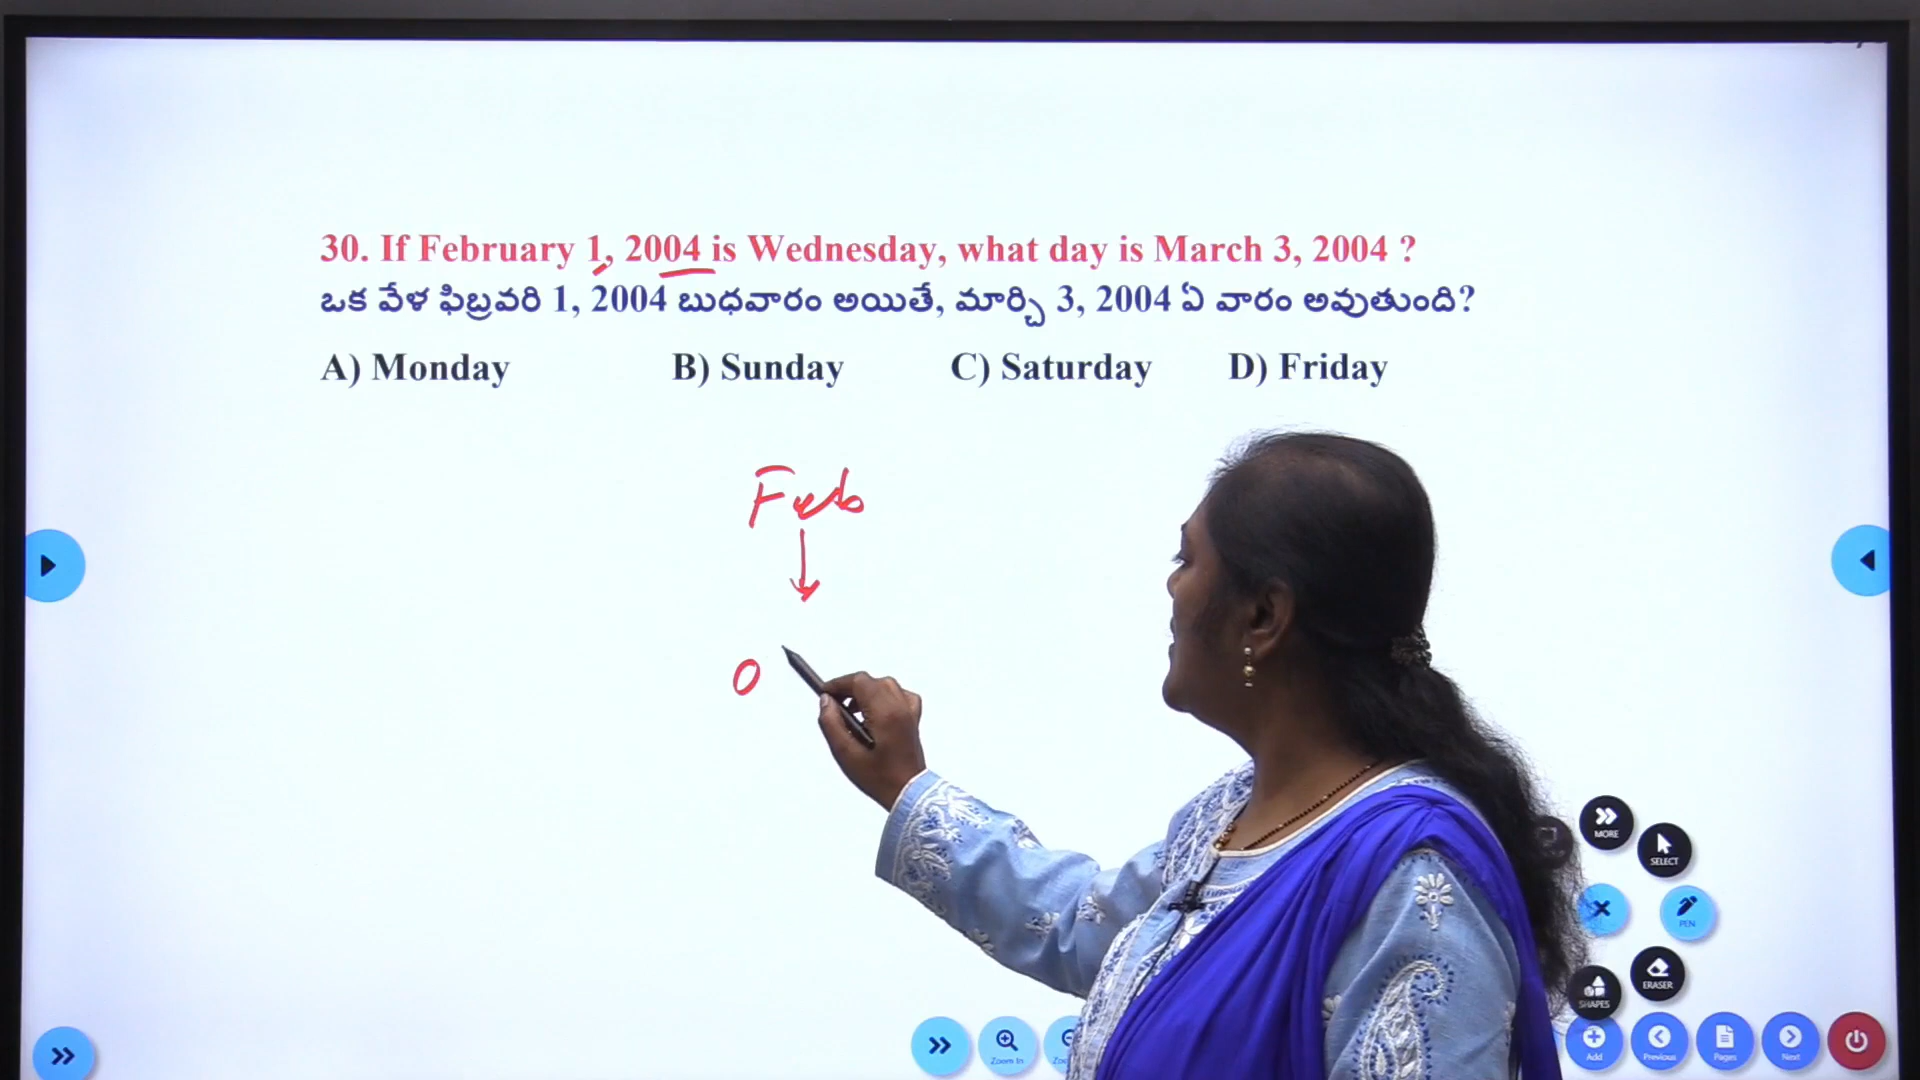 30. If February 1, 2004 is Wednesday, what day is March 3, 2004 ?
ఒక వేళ ఫిబ్రవరి 1, 2004 బుధవారం అయితే, మార్చి 3, 2004 ఏ వారం అవుతుంది?
A) Monday B) Sunday C) Saturday D) Friday
Feb
0
MORE
SELECT
PEN
ERASER
SHAPES
Zoom In
Add Previous Pages Next